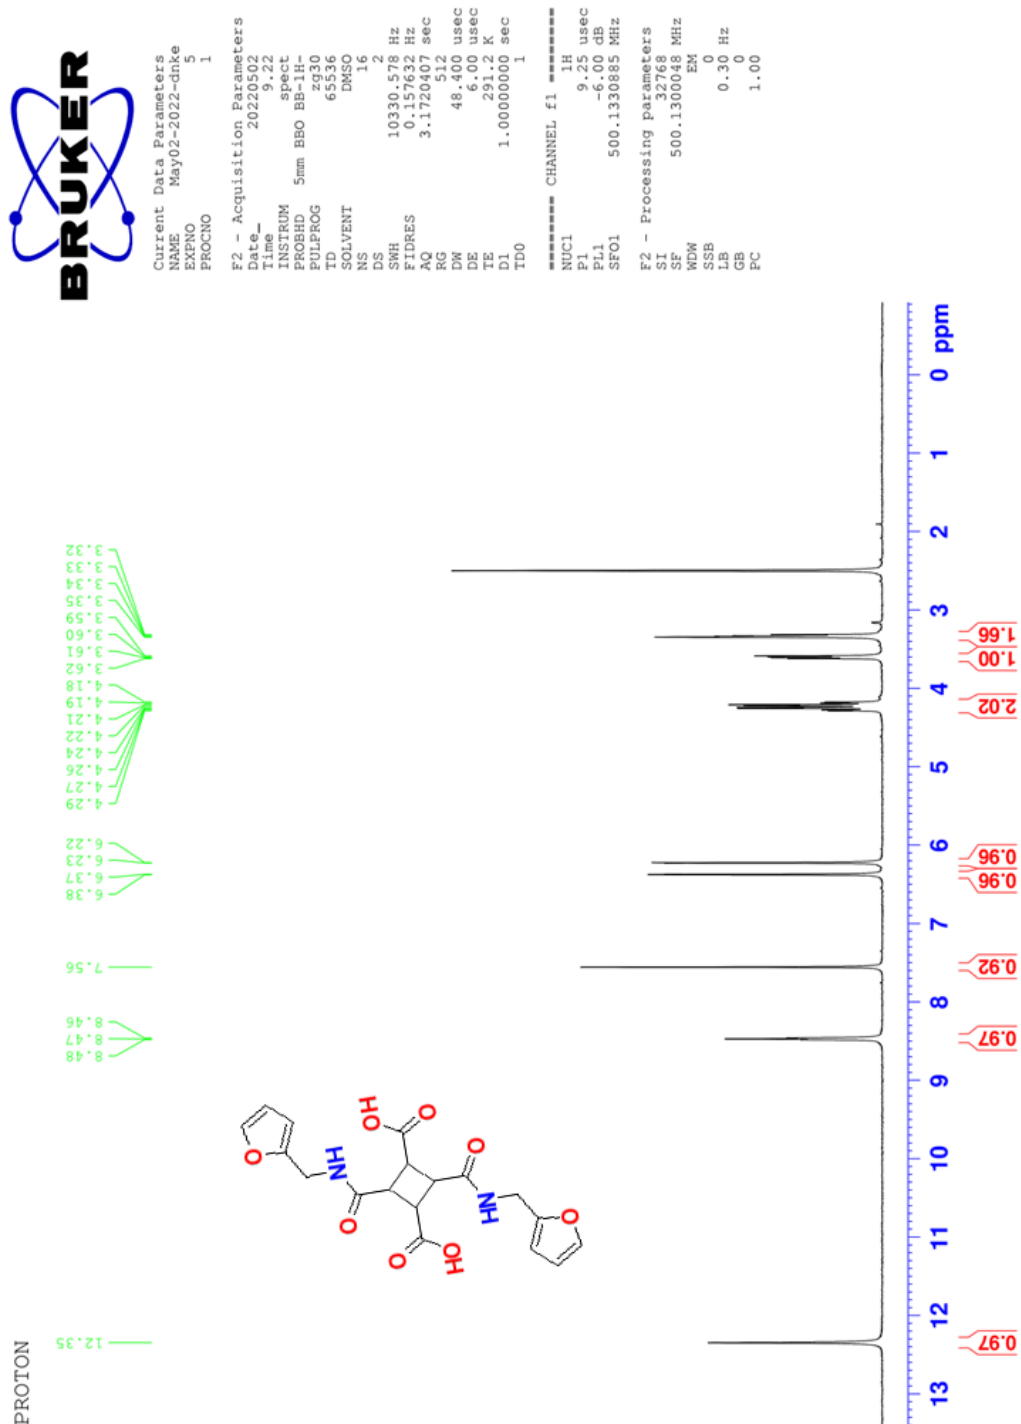 PROTON
BRUKER
Current Data Parameters
NAME May02-2022-dnke
EXPNO 5
PROCNO 1
F2 - Acquisition Parameters
Date_ 20220502
Time 9.22
INSTRUM spect
PROBHD 5mm BBO BB-1H-
PULPROG zg30
TD 65536
SOLVENT DMSO
NS 16
DS 2
SWH 10330.578 Hz
FIDRES 0.157632 Hz
AQ 3.1720407 sec
RG 512
DW 48.400 usec
DE 6.00 usec
TE 291.2 K
D1 1.00000000 sec
TD0 1
======== CHANNEL f1 ========
NUC1 1H
P1 9.25 usec
PL1 -6.00 dB
SFO1 500.1330885 MHz
F2 - Processing parameters
SI 32768
SF 500.1300048 MHz
WDW EM
SSB 0
LB 0.30 Hz
GB 0
PC 1.00
12.35
8.48
8.47
8.46
7.56
6.38
6.37
6.23
6.22
4.29
4.27
4.26
4.24
4.22
4.21
4.19
4.18
3.62
3.61
3.60
3.59
3.35
3.34
3.33
3.32
O
NH
O
OH
O
O
HO
O
NH
O
13 12 11 10 9 8 7 6 5 4 3 2 1 0 ppm
0.97
0.97
0.92
0.96
0.96
2.02
1.00
1.66